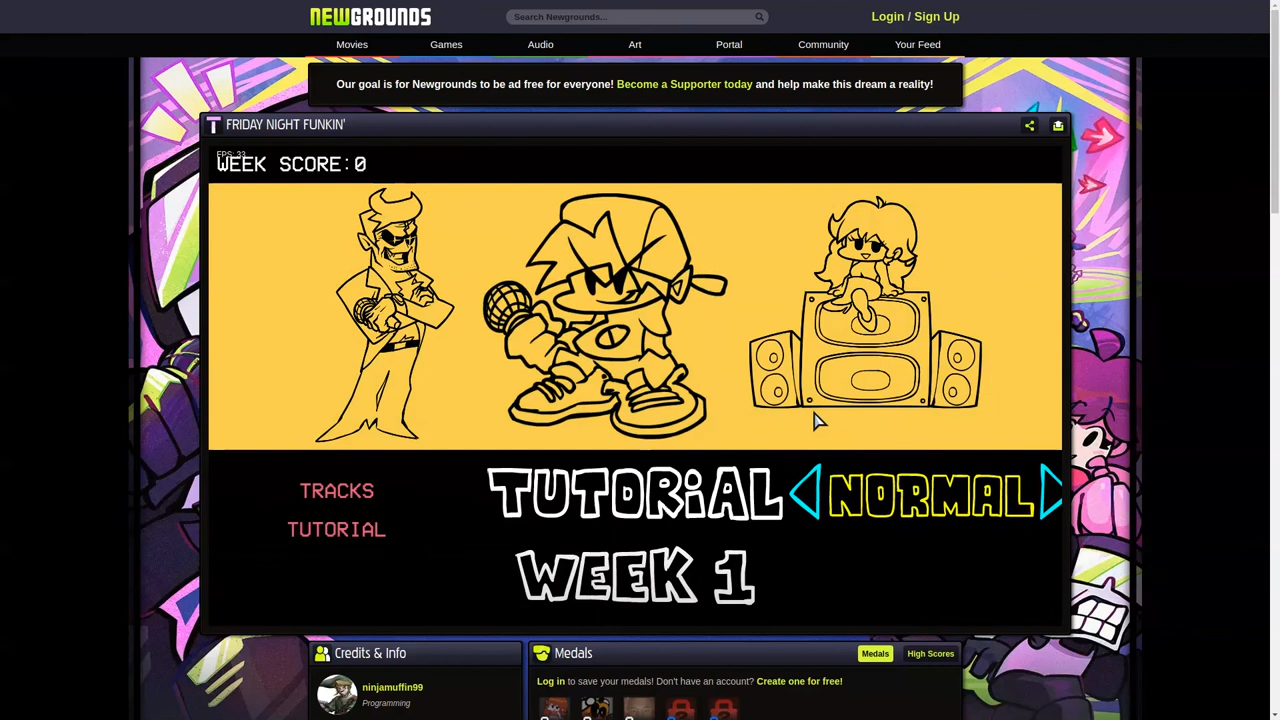 NEWGROUNDS
Search Newgrounds...
Login / Sign Up
Movies
Games
Audio
Art
Portal
Community
Your Feed
Our goal is for Newgrounds to be ad free for everyone! Become a Supporter today and help make this dream a reality!
T FRIDAY NIGHT FUNKIN'
FPS: 33
WEEK SCORE:0
TRACKS
TUTORIAL
TUTORIAL
NORMAL
WEEK 1
Credits & Info
Medals
Medals
High Scores
ninjamuffin99
Programming
Log in to save your medals! Don't have an account? Create one for free!